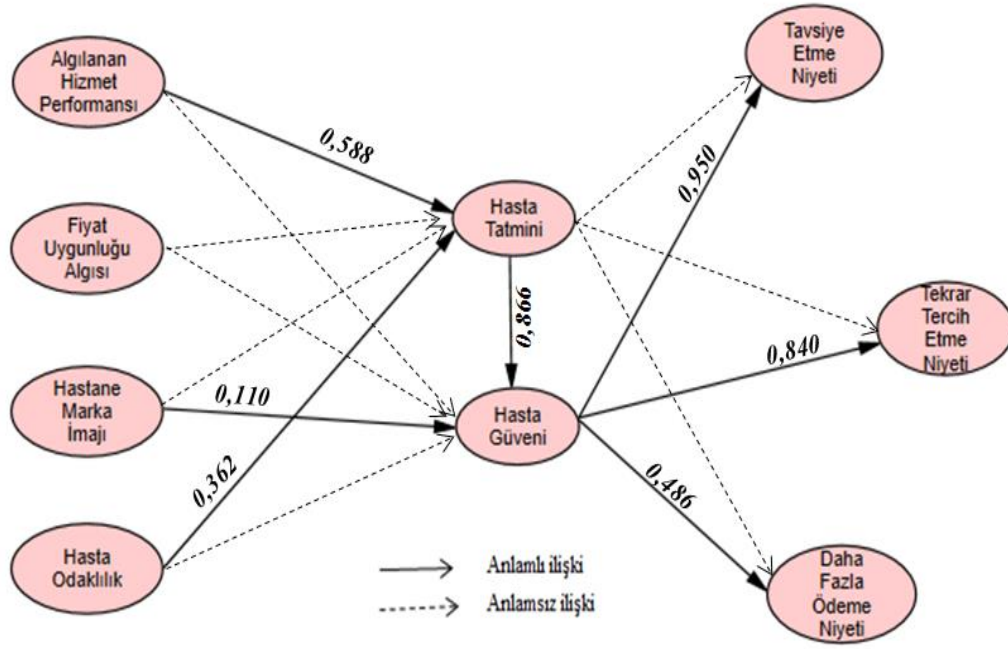 Algılanan
Hizmet
Performansı
Fiyat
Uygunluğu
Algısı
Hastane
Marka
İmajı
Hasta
Odaklılık
0,588
0,110
0,362
Hasta
Tatmini
0,866
Hasta
Güveni
0,950
0,840
0,486
Tavsiye
Etme
Niyeti
Tekrar
Tercih
Etme
Niyeti
Daha
Fazla
Ödeme
Niyeti
Anlamlı ilişki
Anlamsız ilişki